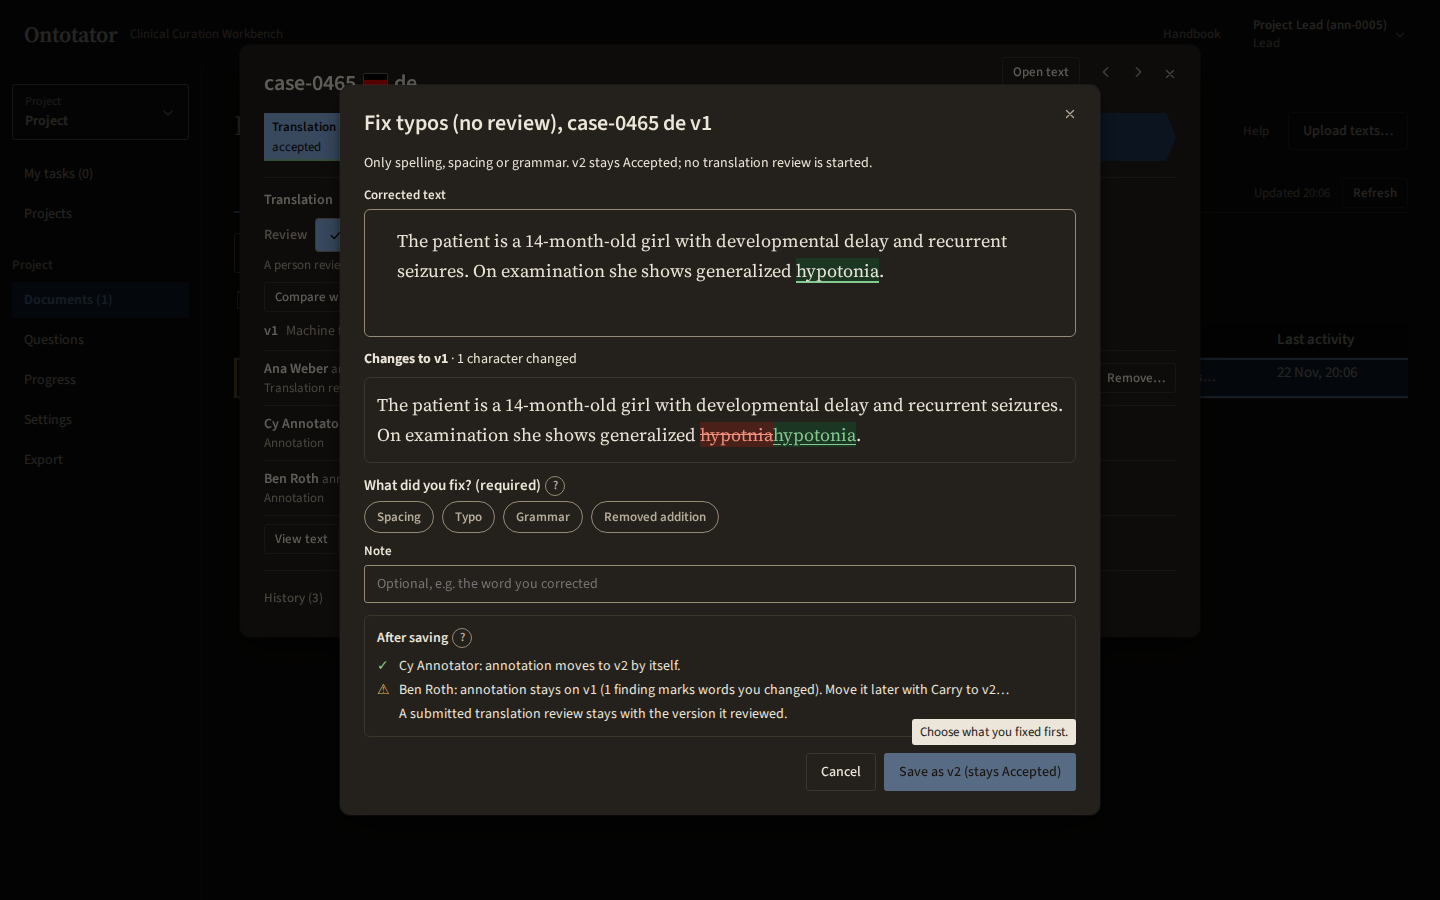 Ontotator Clinical Curation Workbench
Handbook
Project Lead (ann-0005)
Lead
Project
Project
My tasks (0)
Projects
Project
Documents (1)
Questions
Progress
Settings
Export
Help
Upload texts…
Updated 20:06
Refresh
Last activity
22 Nov, 20:06
case-0465 de
Open text
Translation
accepted
Translation
Review
A person revie
Compare w
v1 Machine
Ana Weber
Translation re
Remove…
Cy Annotato
Annotation
Ben Roth
Annotation
View text
History (3)
Fix typos (no review), case-0465 de v1
Only spelling, spacing or grammar. v2 stays Accepted; no translation review is started.
Corrected text
The patient is a 14-month-old girl with developmental delay and recurrent
seizures. On examination she shows generalized hypotonia.
Changes to v1 · 1 character changed
The patient is a 14-month-old girl with developmental delay and recurrent seizures.
On examination she shows generalized hypotniahypotonia.
What did you fix? (required) ?
Spacing Typo Grammar Removed addition
Note
Optional, e.g. the word you corrected
After saving ?
✓ Cy Annotator: annotation moves to v2 by itself.
⚠ Ben Roth: annotation stays on v1 (1 finding marks words you changed). Move it later with Carry to v2…
A submitted translation review stays with the version it reviewed.
Choose what you fixed first.
Cancel
Save as v2 (stays Accepted)